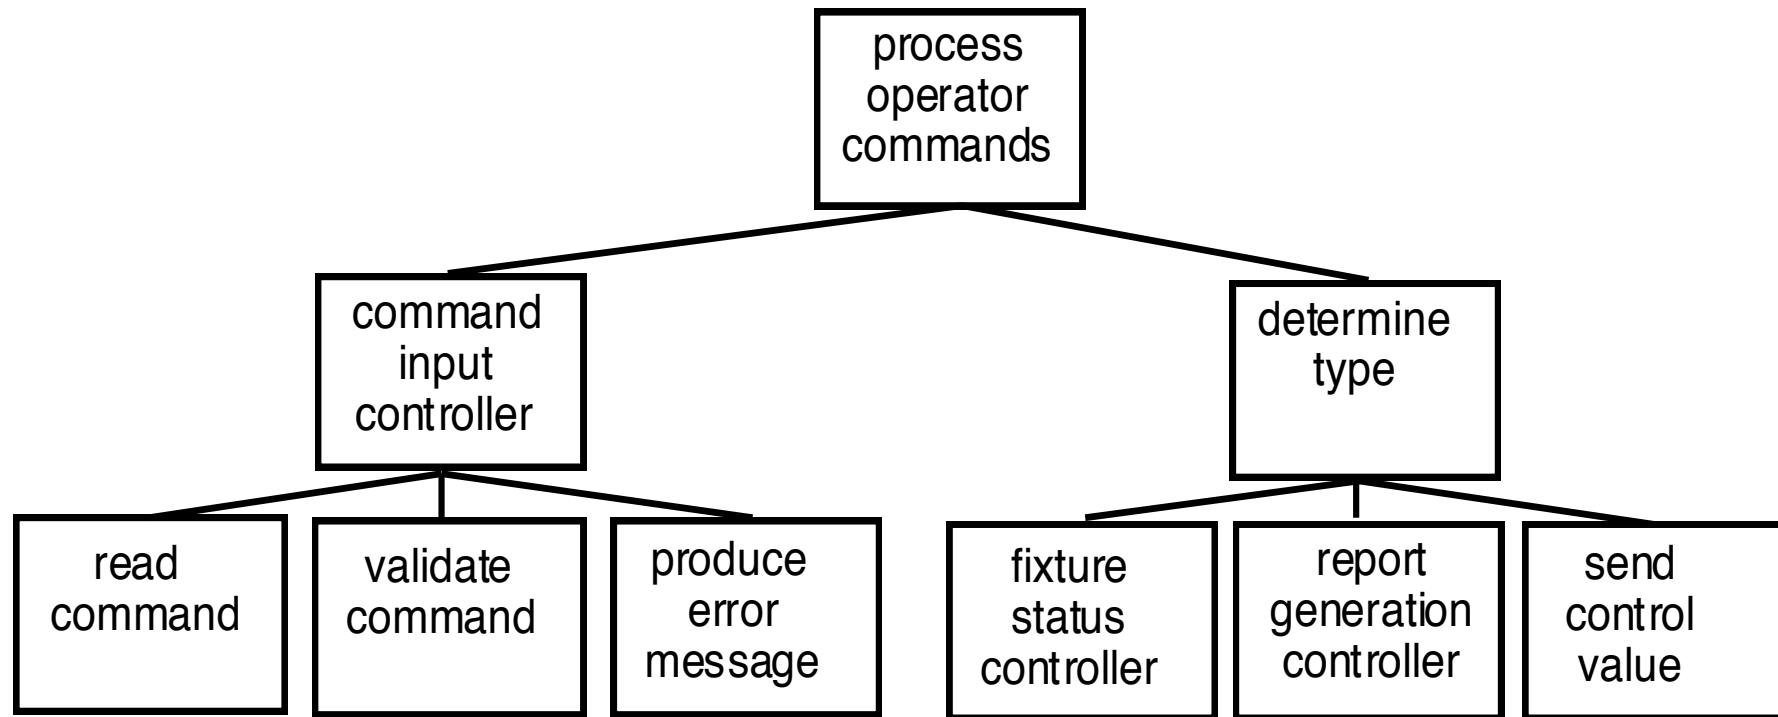 process
operator
commands
command
input
controller
determine
type
read
command
validate
command
produce
error
message
fixture
status
controller
report
generation
controller
send
control
value